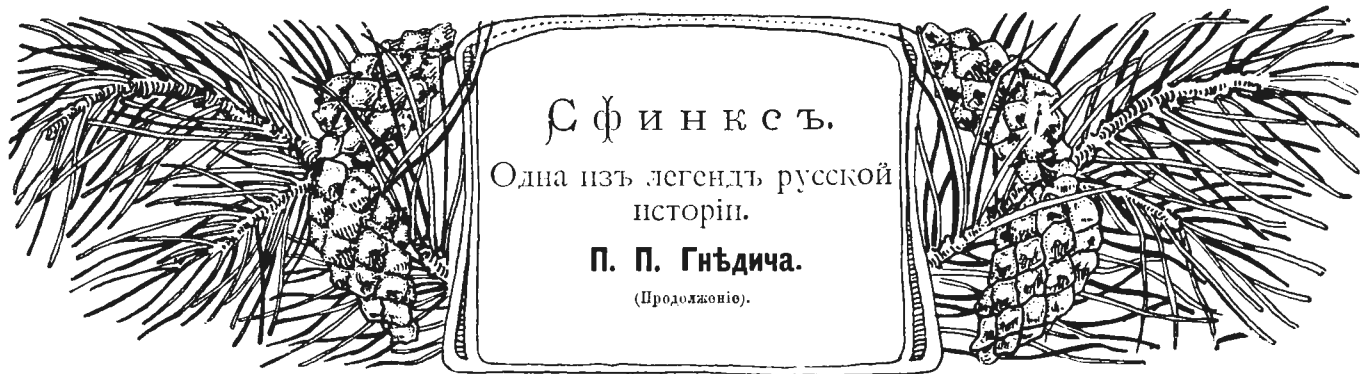 Сфинксъ.
Одна изъ легендъ русской
исторіи.
П. П. Гнѣдича.
(Продолженіе).